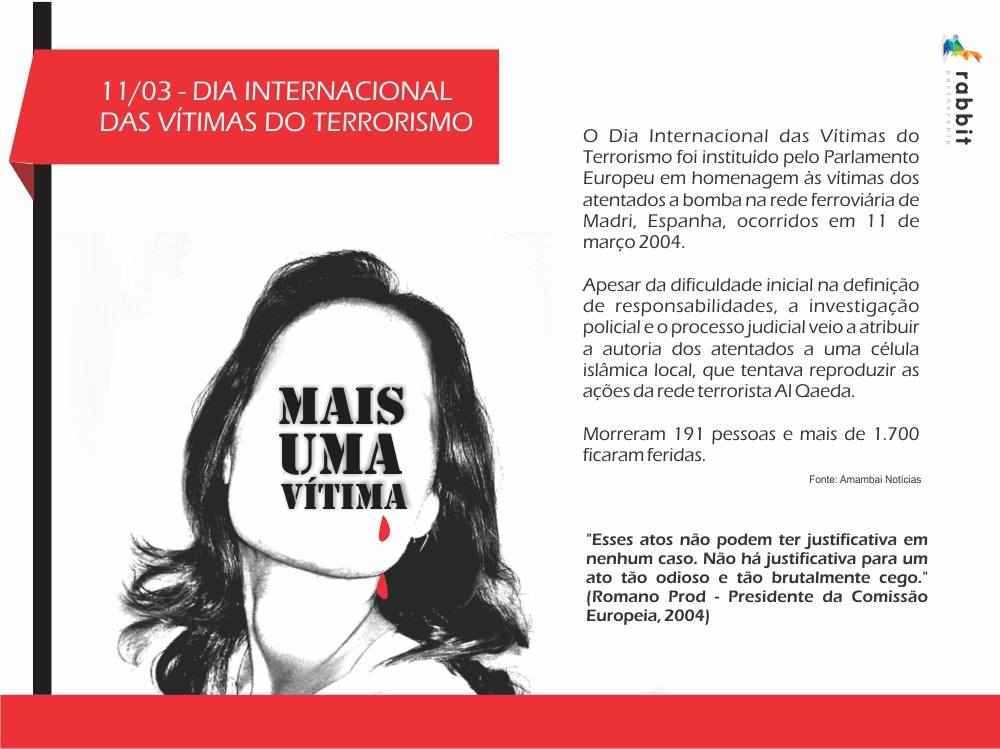 11/03 - DIA INTERNACIONAL
DAS VÍTIMAS DO TERRORISMO
rabbit
partnership
O Dia Internacional das Vítimas do
Terrorismo foi instituído pelo Parlamento
Europeu em homenagem às vítimas dos
atentados a bomba na rede ferroviária de
Madri, Espanha, ocorridos em 11 de
março 2004.
Apesar da dificuldade inicial na definição
de responsabilidades, a investigação
policial e o processo judicial veio a atribuir
a autoria dos atentados a uma célula
islâmica local, que tentava reproduzir as
ações da rede terrorista Al Qaeda.
Morreram 191 pessoas e mais de 1.700
ficaram feridas.
Fonte: Amambai Notícias
"Esses atos não podem ter justificativa em
nenhum caso. Não há justificativa para um
ato tão odioso e tão brutalmente cego."
(Romano Prod - Presidente da Comissão
Europeia, 2004)
MAIS
UMA
VÍTIMA